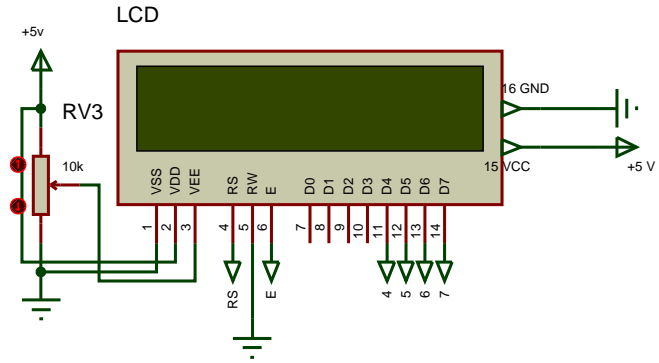 LCD
+5v
RV3
10k
16 GND
15 VCC
+5 V
VSS
VDD
VEE
RS
RW
E
D0
D1
D2
D3
D4
D5
D6
D7
1
2
3
4
5
6
7
8
9
10
11
12
13
14
RS
E
4
5
6
7